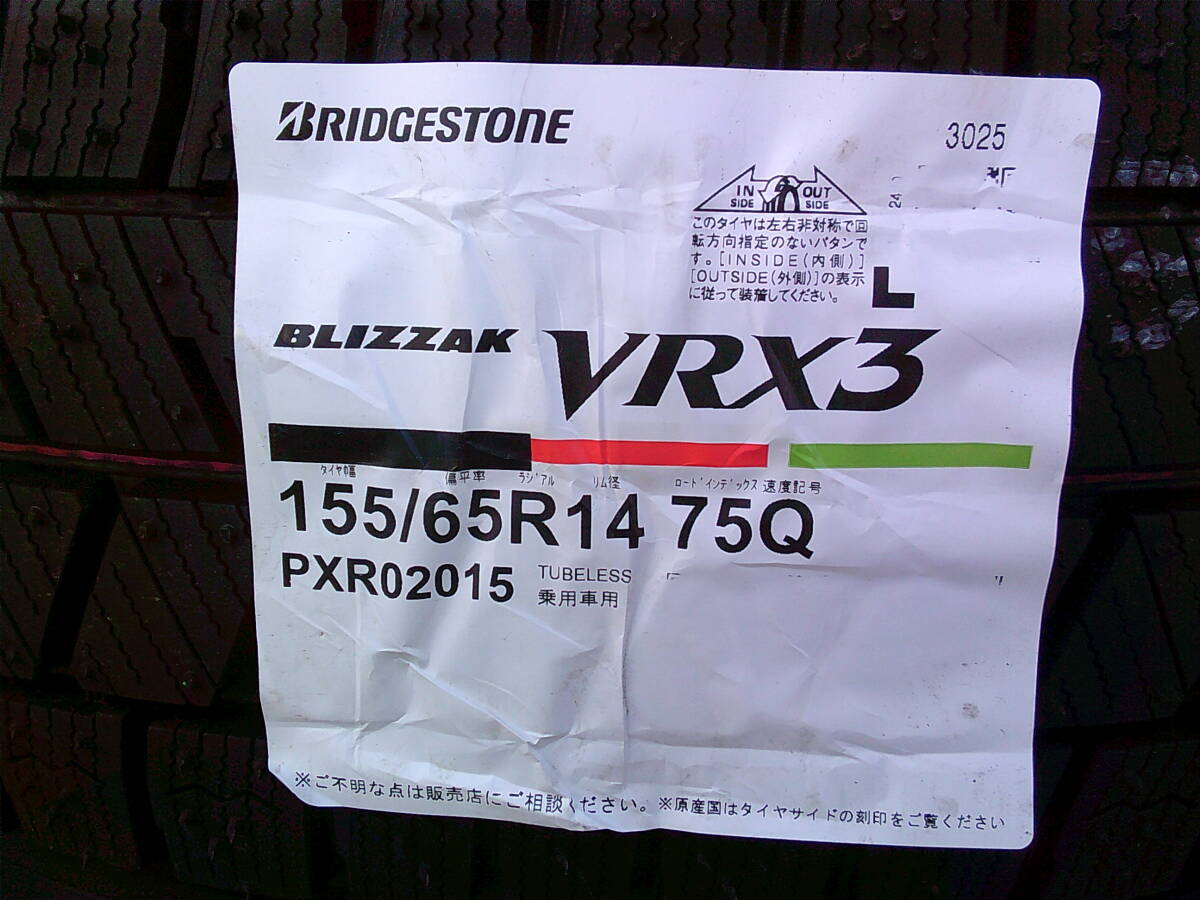 BRIDGESTONE
3025
IN SIDE OUT SIDE
24
このタイヤは左右非対称で回
転方向指定のないパタンで
す。[INSIDE(内側)]
[OUTSIDE(外側)]の表示
に従って装着してください。
L
BLIZZAK VRX3
タイヤ幅 偏平率 ラジアル リム径 ロードインデックス 速度記号
155/65R14 75Q
PXR02015 TUBELESS
乗用車用
※ご不明な点は販売店にご相談ください。※原産国はタイヤサイドの刻印をご覧ください